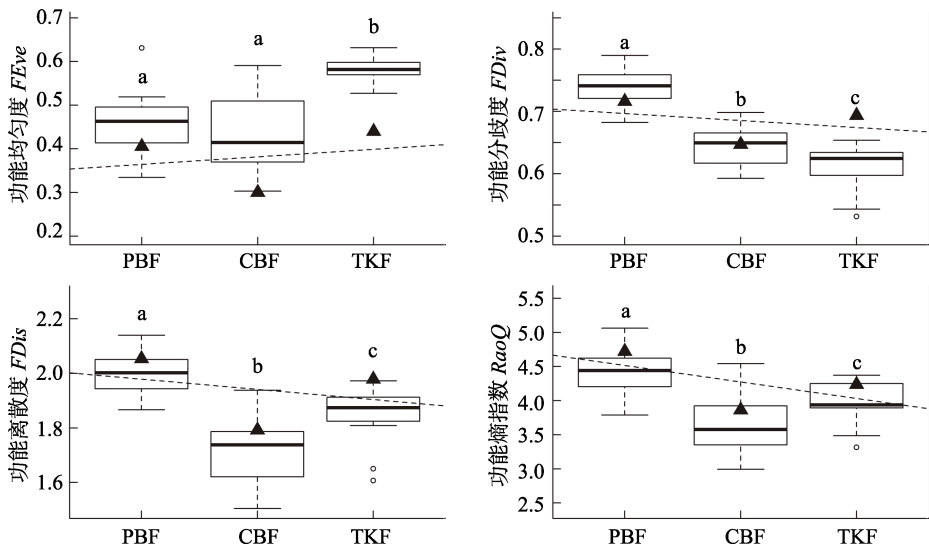 功能均匀度 FEve
0.7
0.6
0.5
0.4
0.3
0.2
a
a
b
PBF
CBF
TKF
功能分歧度 FDiv
0.8
0.7
0.6
0.5
a
b
c
PBF
CBF
TKF
功能离散度 FDis
2.2
2.0
1.8
1.6
a
b
c
PBF
CBF
TKF
功能熵指数 RaoQ
5.5
5.0
4.5
4.0
3.5
3.0
2.5
a
b
c
PBF
CBF
TKF